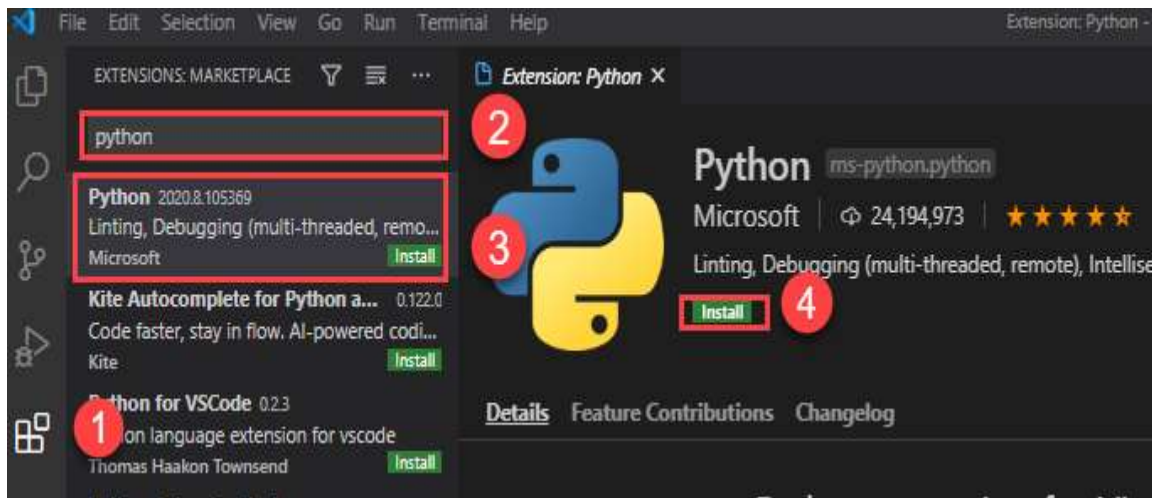 File Edit Selection View Go Run Terminal Help
Extension: Python -
EXTENSIONS: MARKETPLACE
Extension: Python
python
2
Python 2020.8.105369
Linting, Debugging (multi-threaded, remo...
Microsoft
Install
3
Kite Autocomplete for Python a... 0.122.0
Code faster, stay in flow. AI-powered codi...
Kite
Install
1
thon for VSCode 0.2.3
on language extension for vscode
Thomas Haakon Townsend
Install
Python ms-python.python
Microsoft 24,194,973
Linting, Debugging (multi-threaded, remote), Intellise
Install
4
Details Feature Contributions Changelog